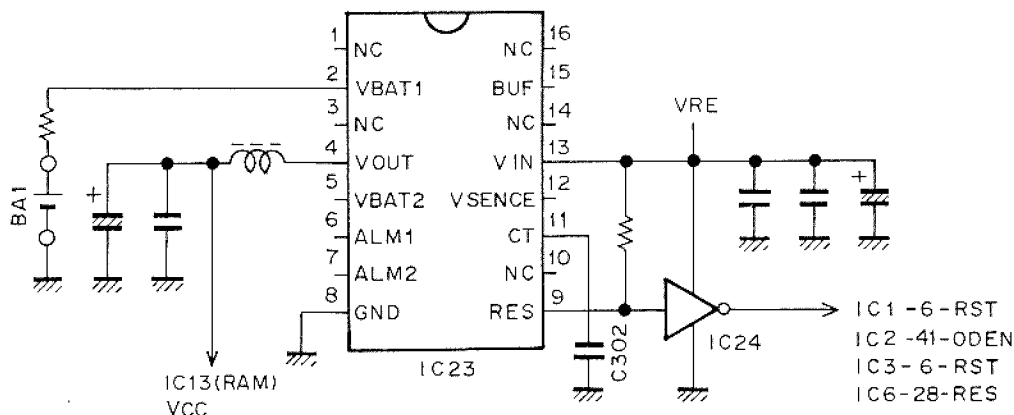 1 NC
2 VBAT1
3 NC
4 VOUT
5 VBAT2
6 ALM1
7 ALM2
8 GND
NC 16
BUF 15
NC 14
VIN 13
VSENCE 12
CT 11
NC 10
RES 9
IC23
BA1
+
IC13(RAM)
VCC
VRE
+
C302
IC24
IC1-6-RST
IC2-41-ODEN
IC3-6-RST
IC6-28-RES